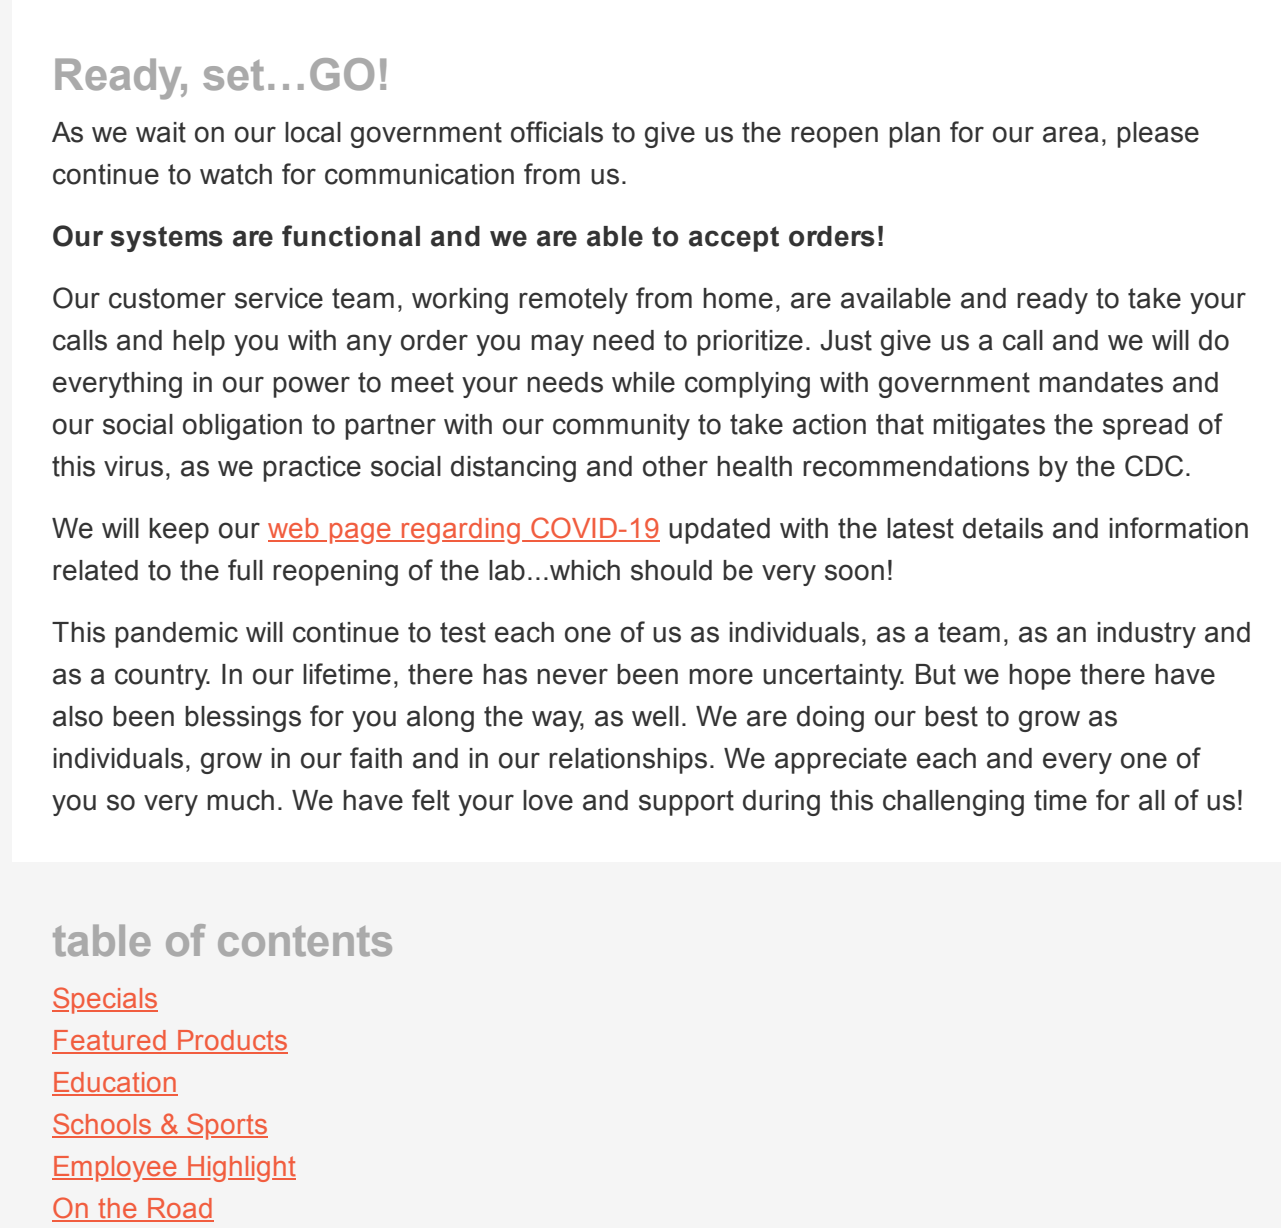 Ready, set…GO!
As we wait on our local government officials to give us the reopen plan for our area, please
continue to watch for communication from us.
Our systems are functional and we are able to accept orders!
Our customer service team, working remotely from home, are available and ready to take your
calls and help you with any order you may need to prioritize. Just give us a call and we will do
everything in our power to meet your needs while complying with government mandates and
our social obligation to partner with our community to take action that mitigates the spread of
this virus, as we practice social distancing and other health recommendations by the CDC.
We will keep our web page regarding COVID-19 updated with the latest details and information
related to the full reopening of the lab...which should be very soon!
This pandemic will continue to test each one of us as individuals, as a team, as an industry and
as a country. In our lifetime, there has never been more uncertainty. But we hope there have
also been blessings for you along the way, as well. We are doing our best to grow as
individuals, grow in our faith and in our relationships. We appreciate each and every one of
you so very much. We have felt your love and support during this challenging time for all of us!
table of contents
Specials
Featured Products
Education
Schools & Sports
Employee Highlight
On the Road